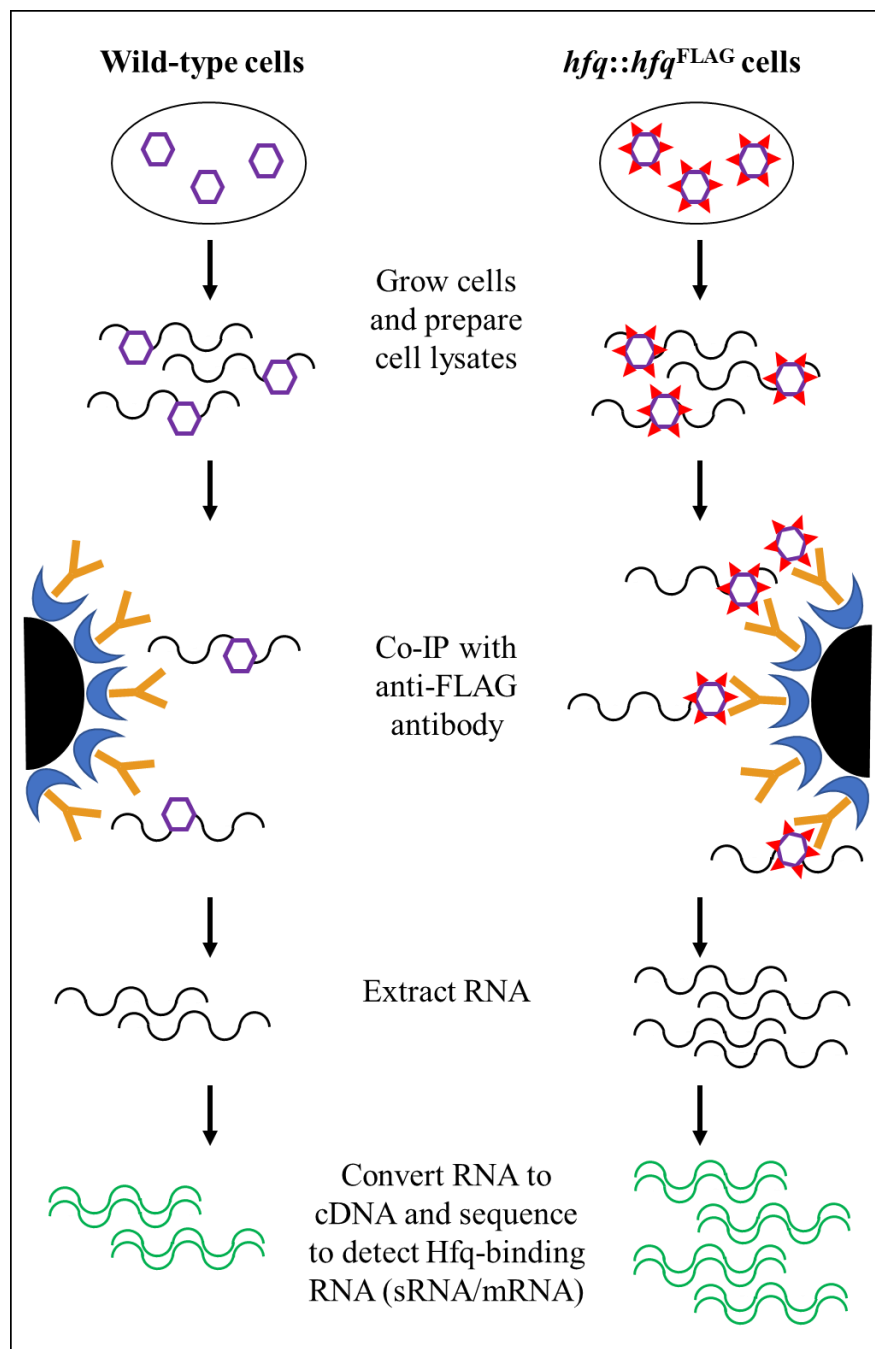 Wild-type cells
hfq::hfqFLAG cells
Grow cells
and prepare
cell lysates
Co-IP with
anti-FLAG
antibody
Extract RNA
Convert RNA to
cDNA and sequence
to detect Hfq-binding
RNA (sRNA/mRNA)